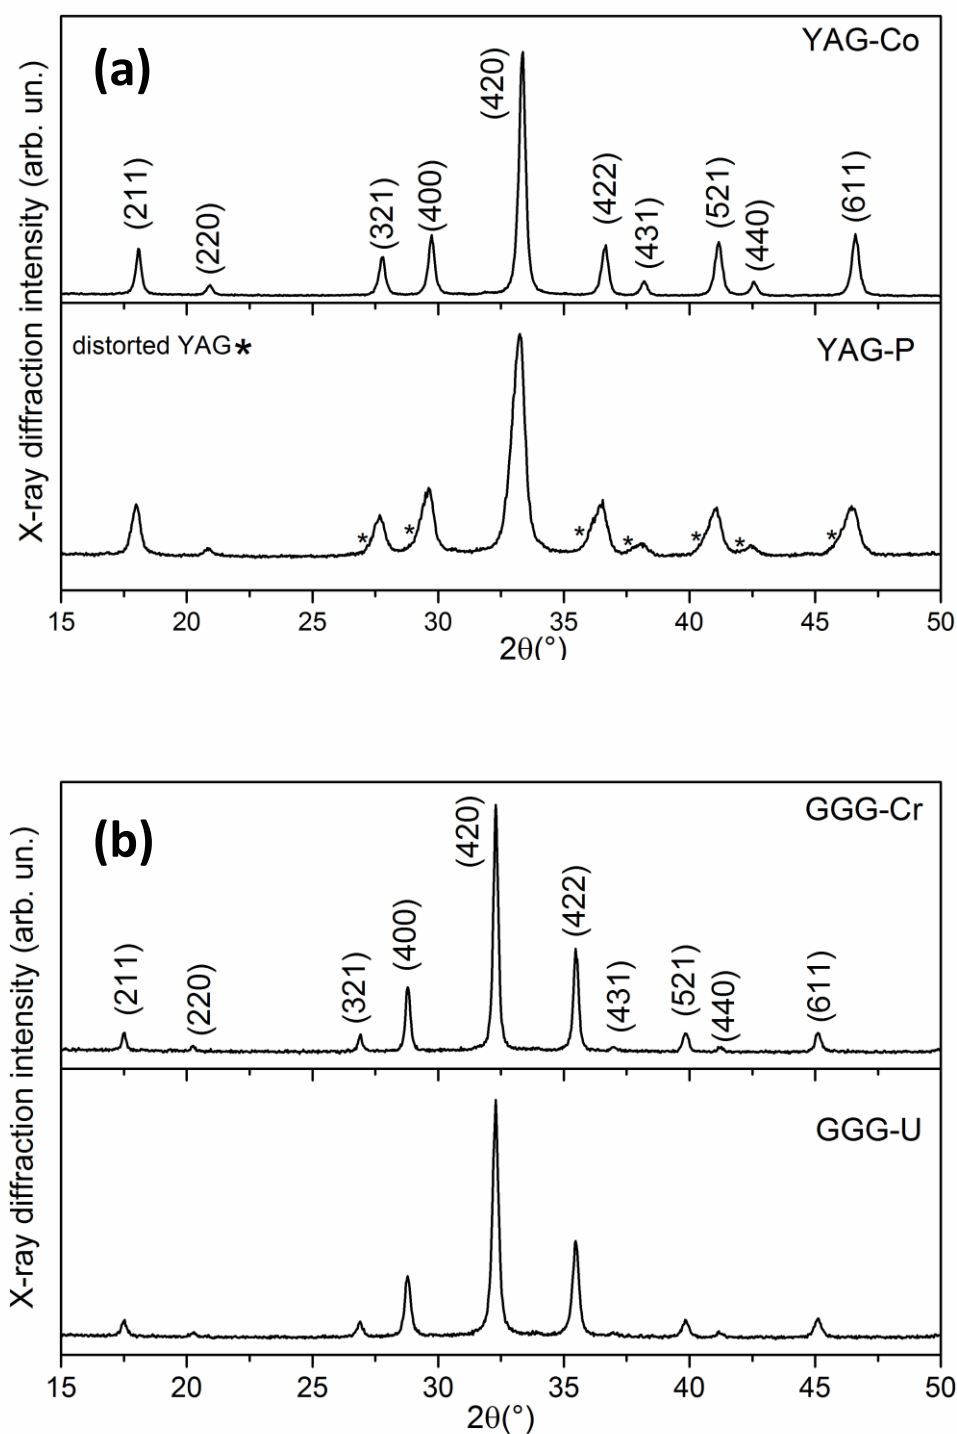 (a)
YAG-Co
X-ray diffraction intensity (arb. un.)
(211)
(220)
(321)
(400)
(420)
(422)
(431)
(521)
(440)
(611)
distorted YAG*
YAG-P
* * * * * * *
15 20 25 30 35 40 45 50
2θ(°)
(b)
GGG-Cr
X-ray diffraction intensity (arb. un.)
(211)
(220)
(321)
(400)
(420)
(422)
(431)
(521)
(440)
(611)
GGG-U
15 20 25 30 35 40 45 50
2θ(°)